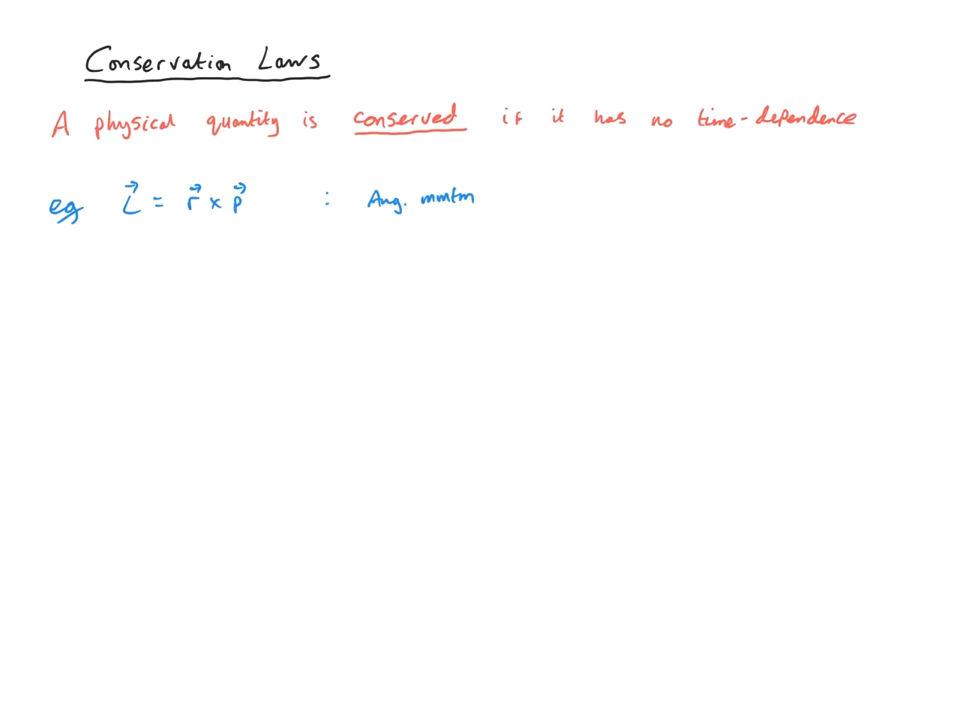 Conservation Laws
A physical quantity is conserved if it has no time-dependence
eg L⃗ = r⃗ × p⃗ : Ang. mmtm